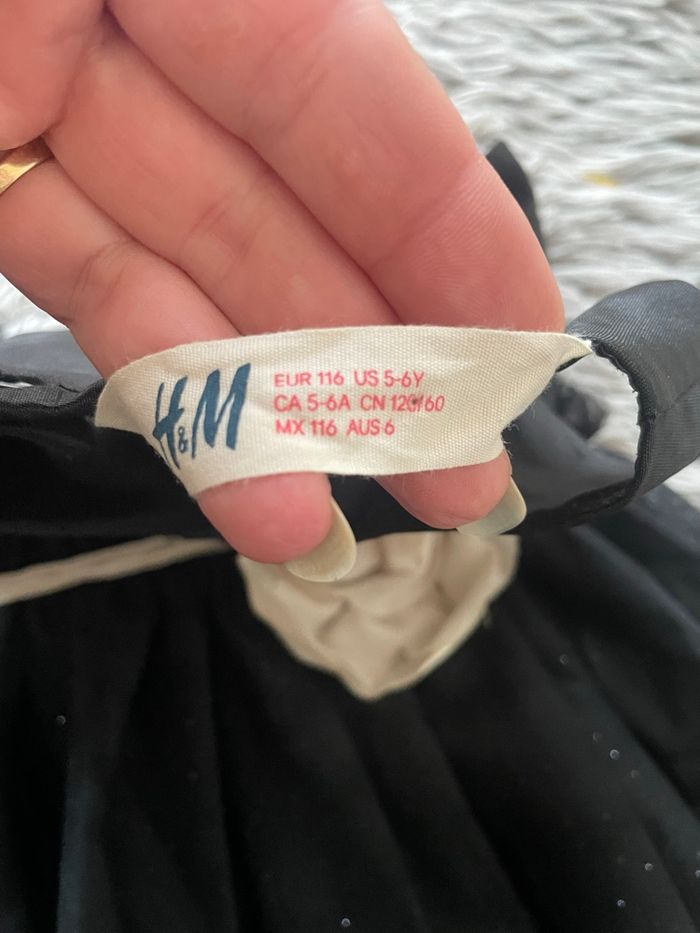 H&M
EUR 116 US 5-6Y
CA 5-6A CN 120/60
MX 116 AUS 6